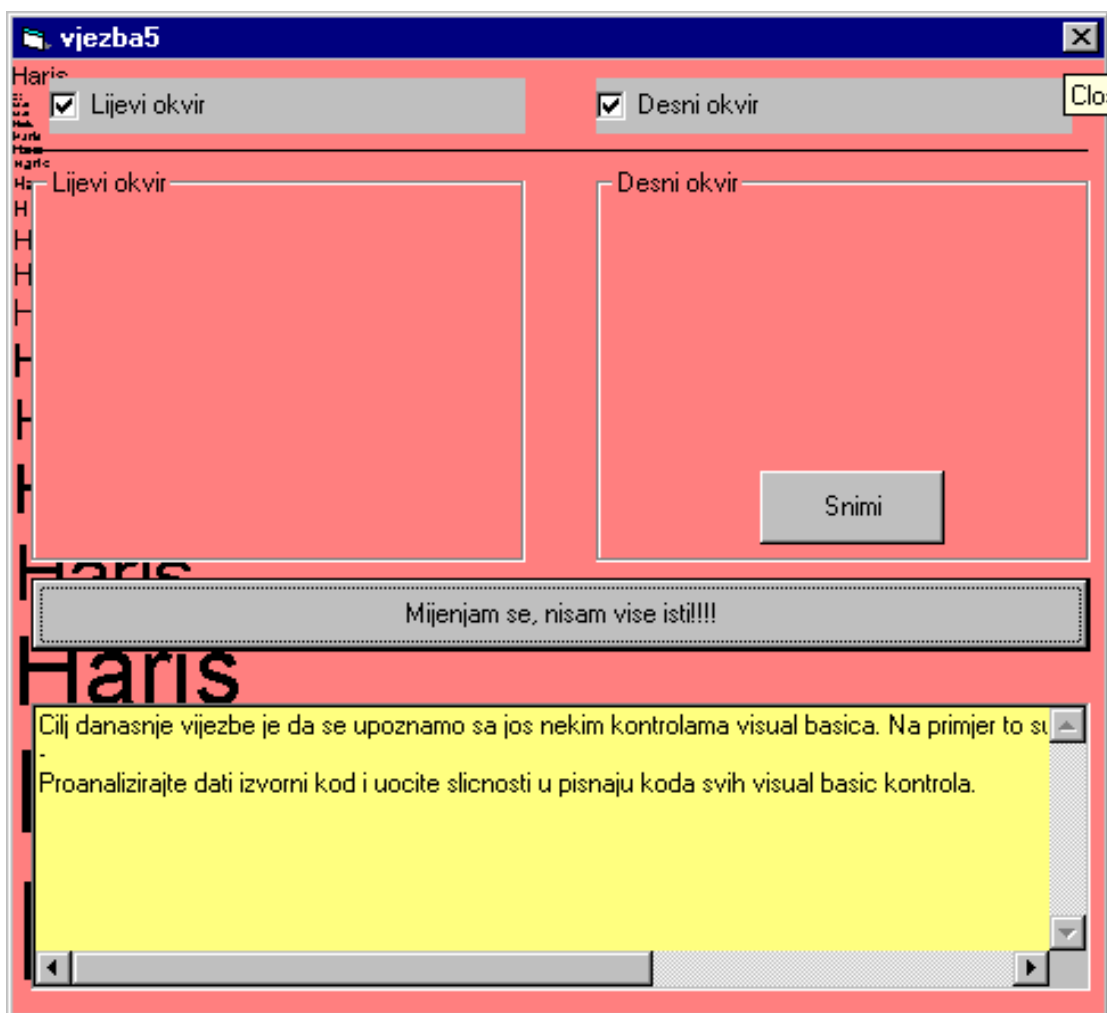 vjezba5
Haris
Clo
Lijevi okvir
Desni okvir
Haris
Lijevi okvir
Desni okvir
H
H
H
H
H
H
Snimi
Haris
Mijenjam se, nisam vise isti!!!!
Haris
Cilj danasnje vijezbe je da se upoznamo sa jos nekim kontrolama visual basica. Na primjer to su
-
Proanalizirajte dati izvorni kod i uocite slicnosti u pisnaju koda svih visual basic kontrola.